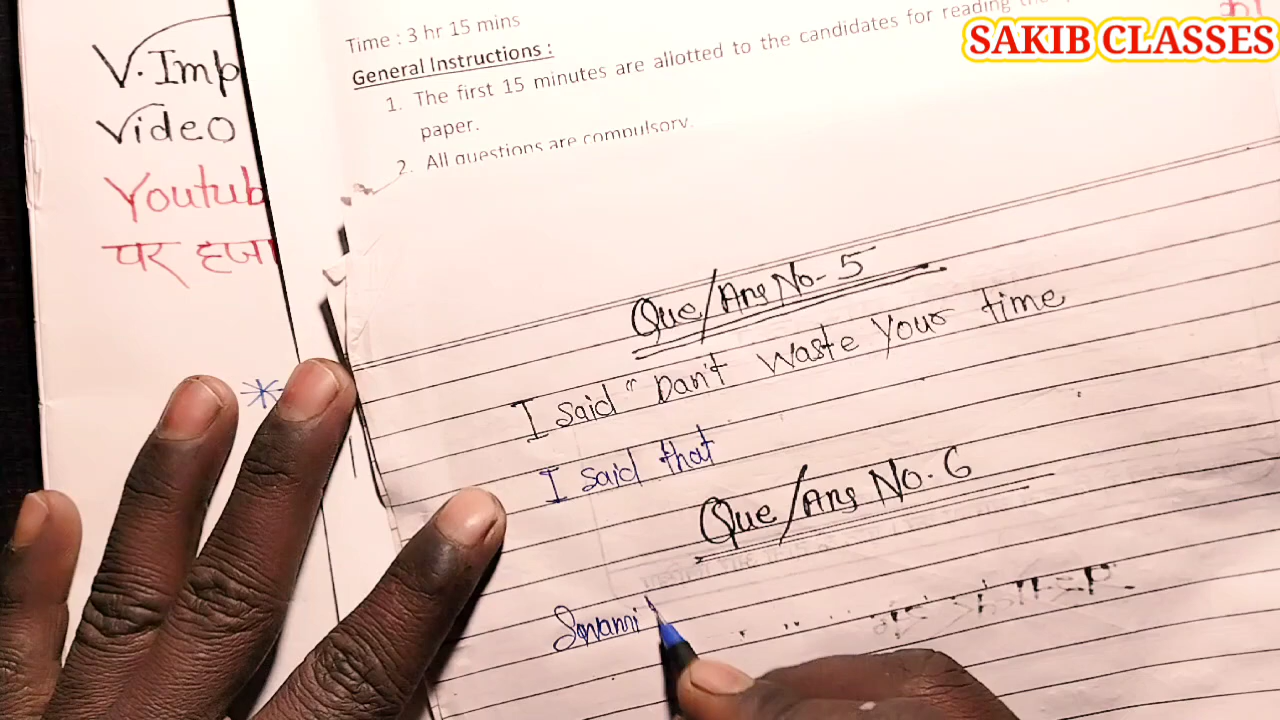 SAKIB CLASSES
Time : 3 hr 15 mins
General Instructions :
1. The first 15 minutes are allotted to the candidates for reading
paper.
2. All questions are compulsory.
V. Imp
Video
Youtub
पर हजा
Que/Ans No- 5
I said " Dan't waste your time
I said that
Que/Ans No. 6
Swami